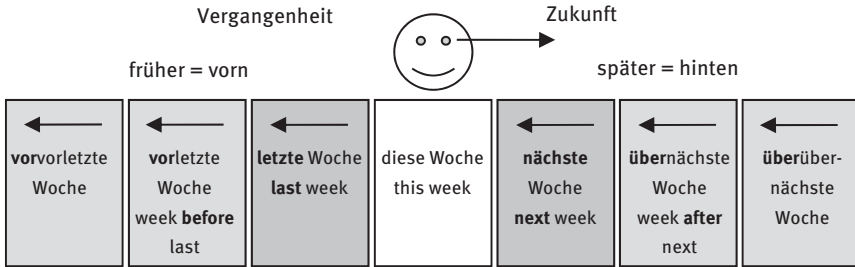 Vergangenheit
Zukunft
früher = vorn
später = hinten
vorvorletzte
Woche
vorletzte
Woche
week before
last
letzte Woche
last week
diese Woche
this week
nächste
Woche
next week
übernächste
Woche
week after
next
überüber-
nächste
Woche